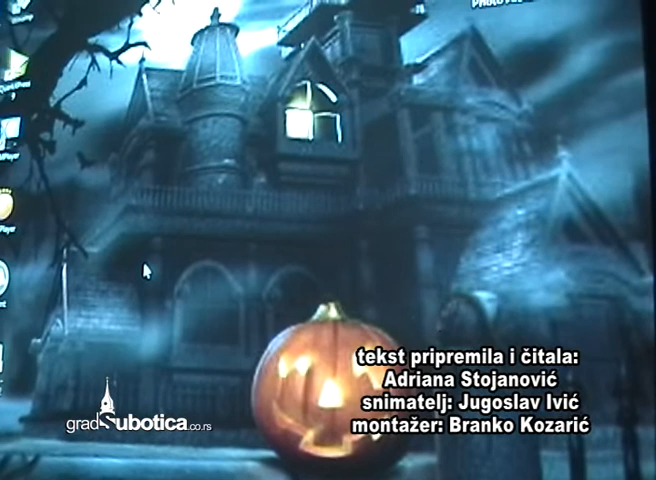 tekst pripremila i čitala:
Adriana Stojanović
snimatelj: Jugoslav Ivić
montažer: Branko Kozarić
gradSubotica.co.rs